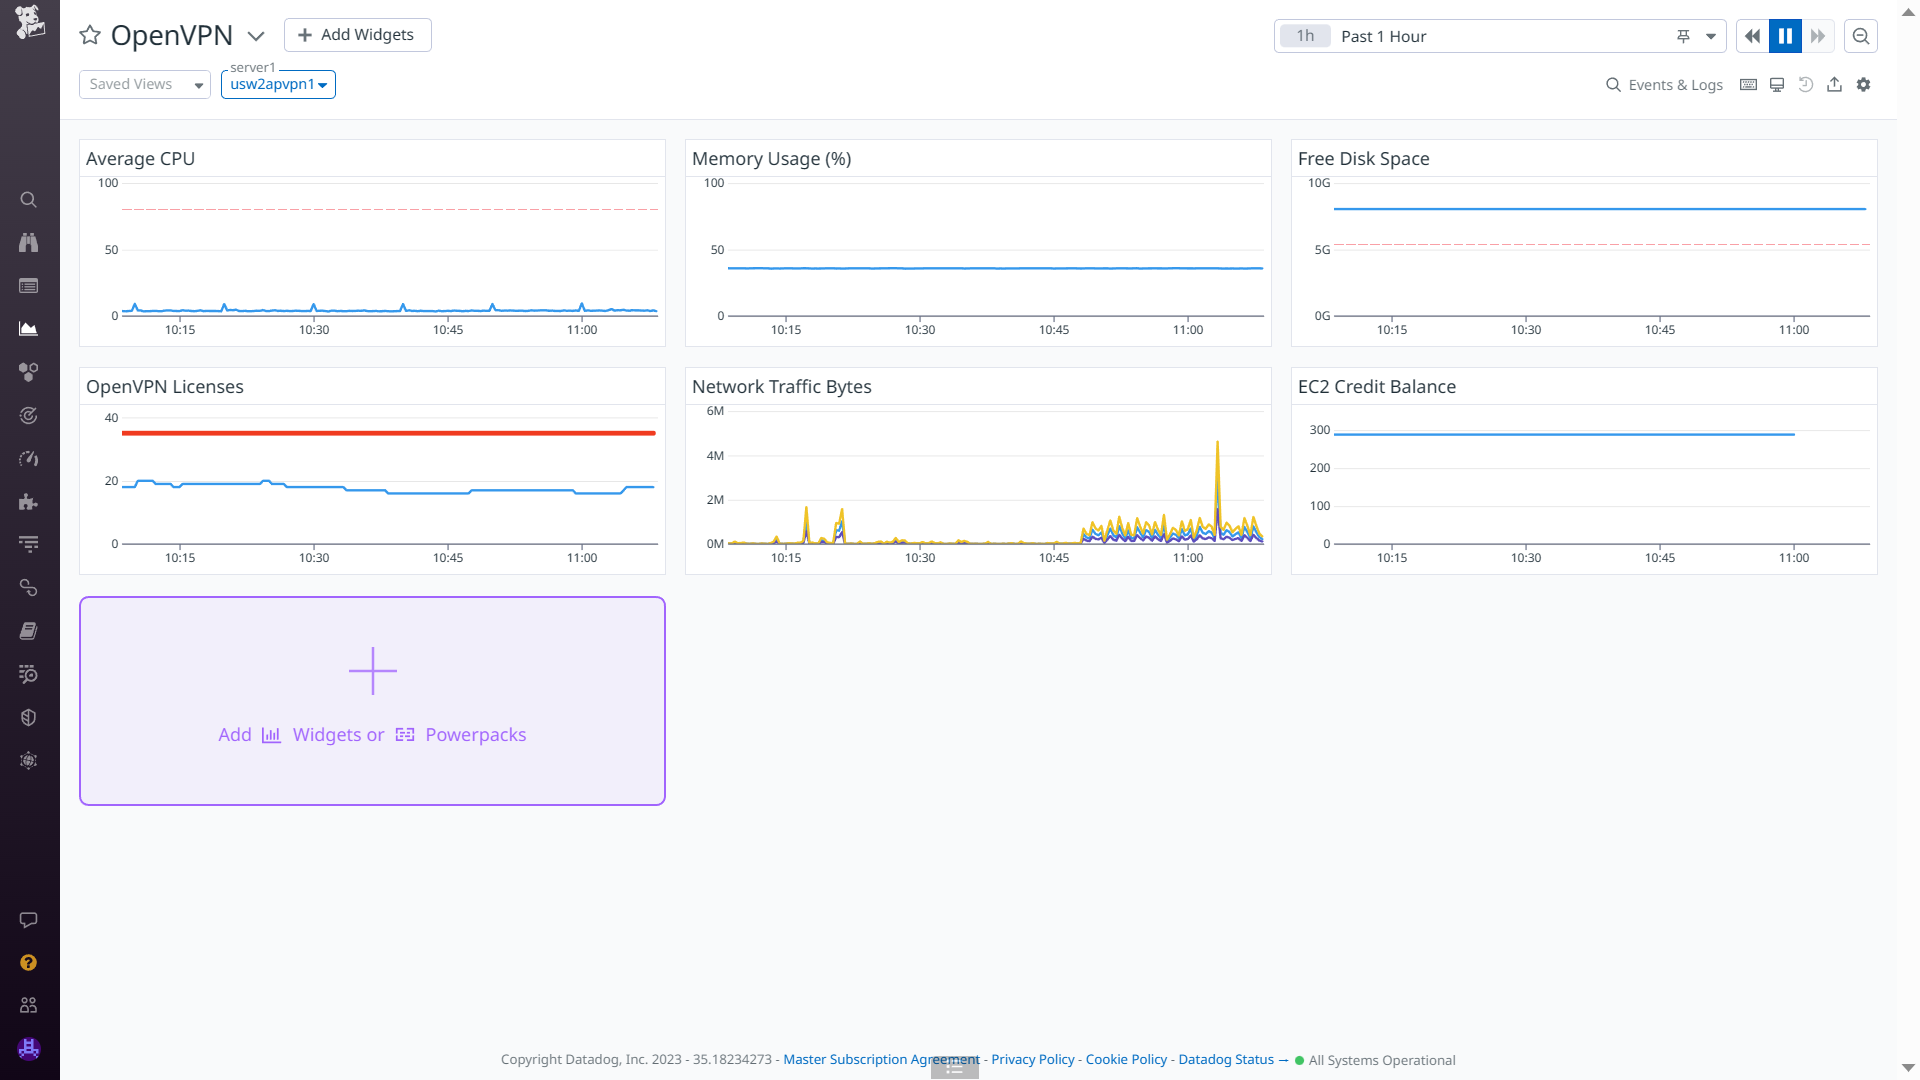 OpenVPN
+ Add Widgets
1h Past 1 Hour
Saved Views
server1
usw2apvpn1
Events & Logs
Average CPU
100
50
0
10:15 10:30 10:45 11:00
Memory Usage (%)
100
50
0
10:15 10:30 10:45 11:00
Free Disk Space
10G
5G
0G
10:15 10:30 10:45 11:00
OpenVPN Licenses
40
20
0
10:15 10:30 10:45 11:00
Network Traffic Bytes
6M
4M
2M
0M
10:15 10:30 10:45 11:00
EC2 Credit Balance
300
200
100
0
10:15 10:30 10:45 11:00
Add Widgets or Powerpacks
?
Copyright Datadog, Inc. 2023 - 35.18234273 - Master Subscription Agreement - Privacy Policy - Cookie Policy - Datadog Status → All Systems Operational